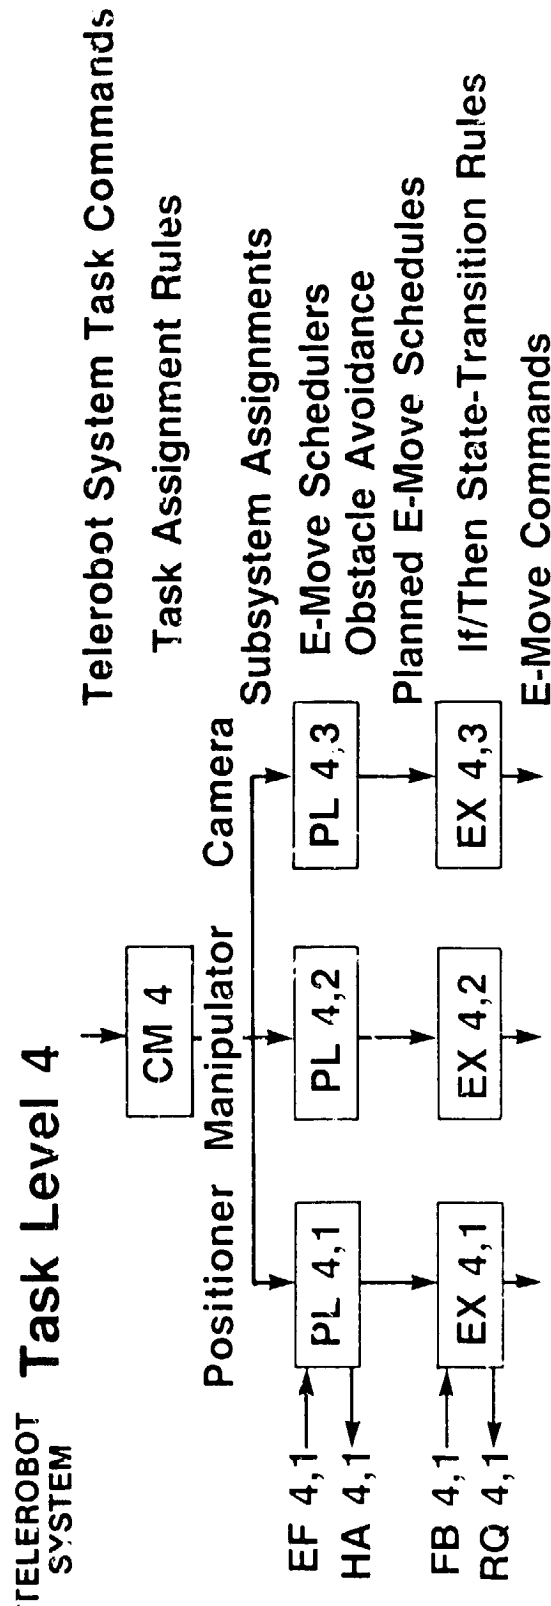 TELEROBOT
SYSTEM
Task Level 4
Telerobot System Task Commands
CM 4
Task Assignment Rules
Positioner Manipulator Camera
Subsystem Assignments
EF 4,1
HA 4,1
PL 4,1
PL 4,2
PL 4,3
E-Move Schedulers
Obstacle Avoidance
Planned E-Move Schedules
FB 4,1
RQ 4,1
EX 4,1
EX 4,2
EX 4,3
If/Then State-Transition Rules
E-Move Commands